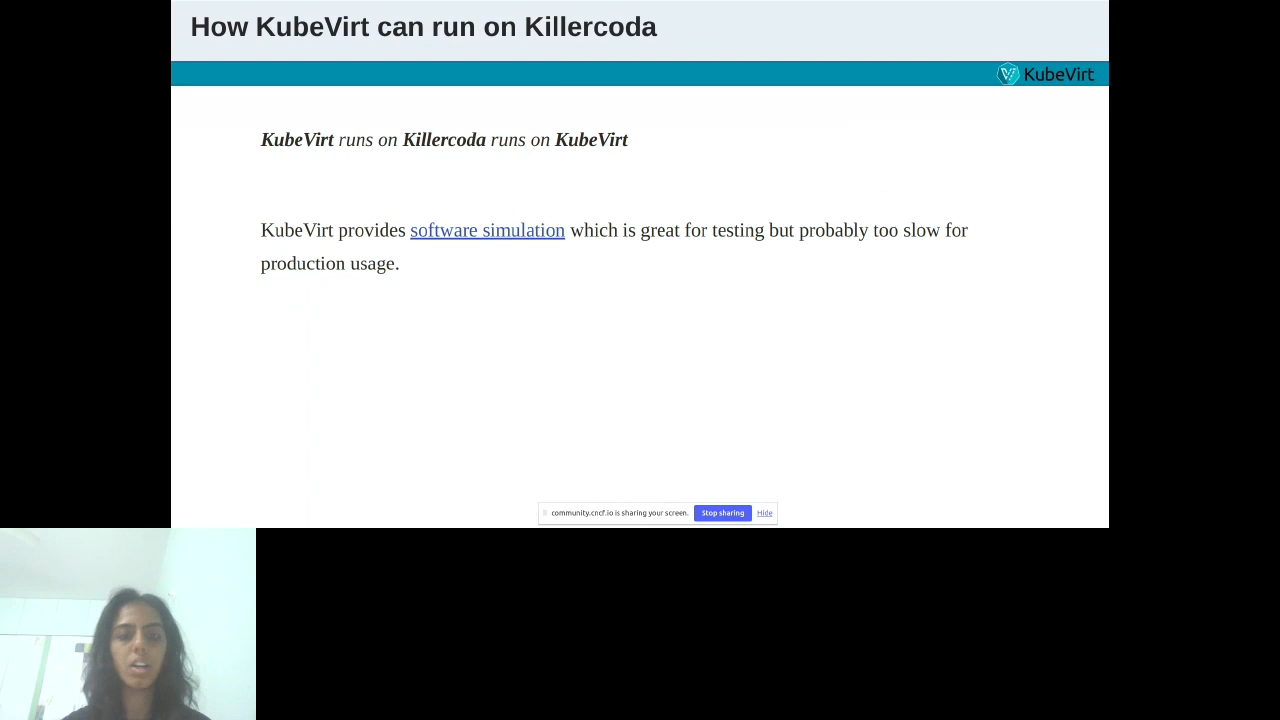 How KubeVirt can run on Killercoda
KubeVirt
KubeVirt runs on Killercoda runs on KubeVirt
KubeVirt provides software simulation which is great for testing but probably too slow for
production usage.
community.cncf.io is sharing your screen. Stop sharing Hide